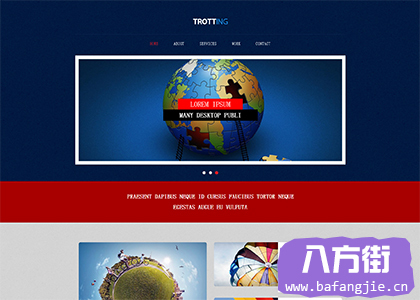 TROTTING
HOME ABOUT SERVICES WORK CONTACT
LOREM IPSUM
MANY DESKTOP PUBLI
PRAESENT DAPIBUS NEQUE ID CURSUS FAUCIBUS TORTOR NEQUE
EGESTAS AUGUE EU VULPUTA
八方街
www.bafangjie.cn